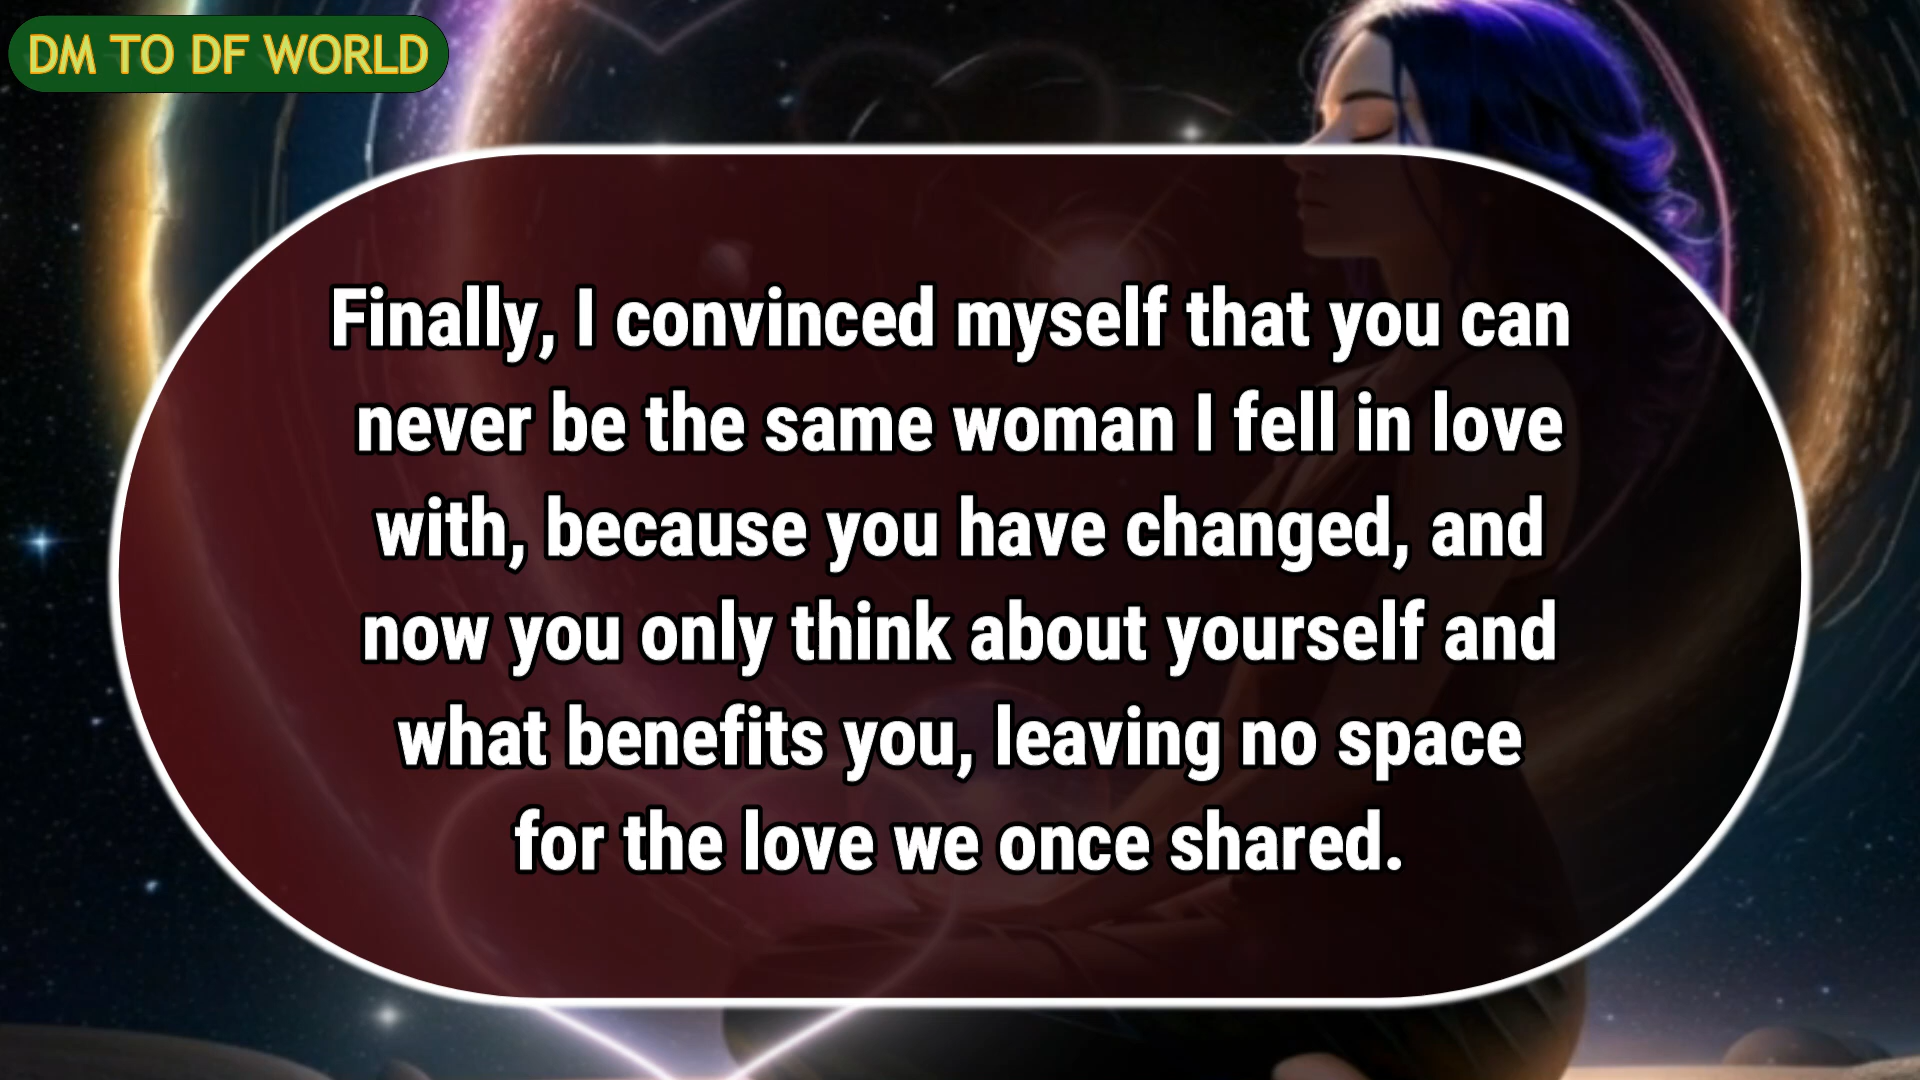 DM TO DF WORLD
Finally, I convinced myself that you can
never be the same woman I fell in love
with, because you have changed, and
now you only think about yourself and
what benefits you, leaving no space
for the love we once shared.